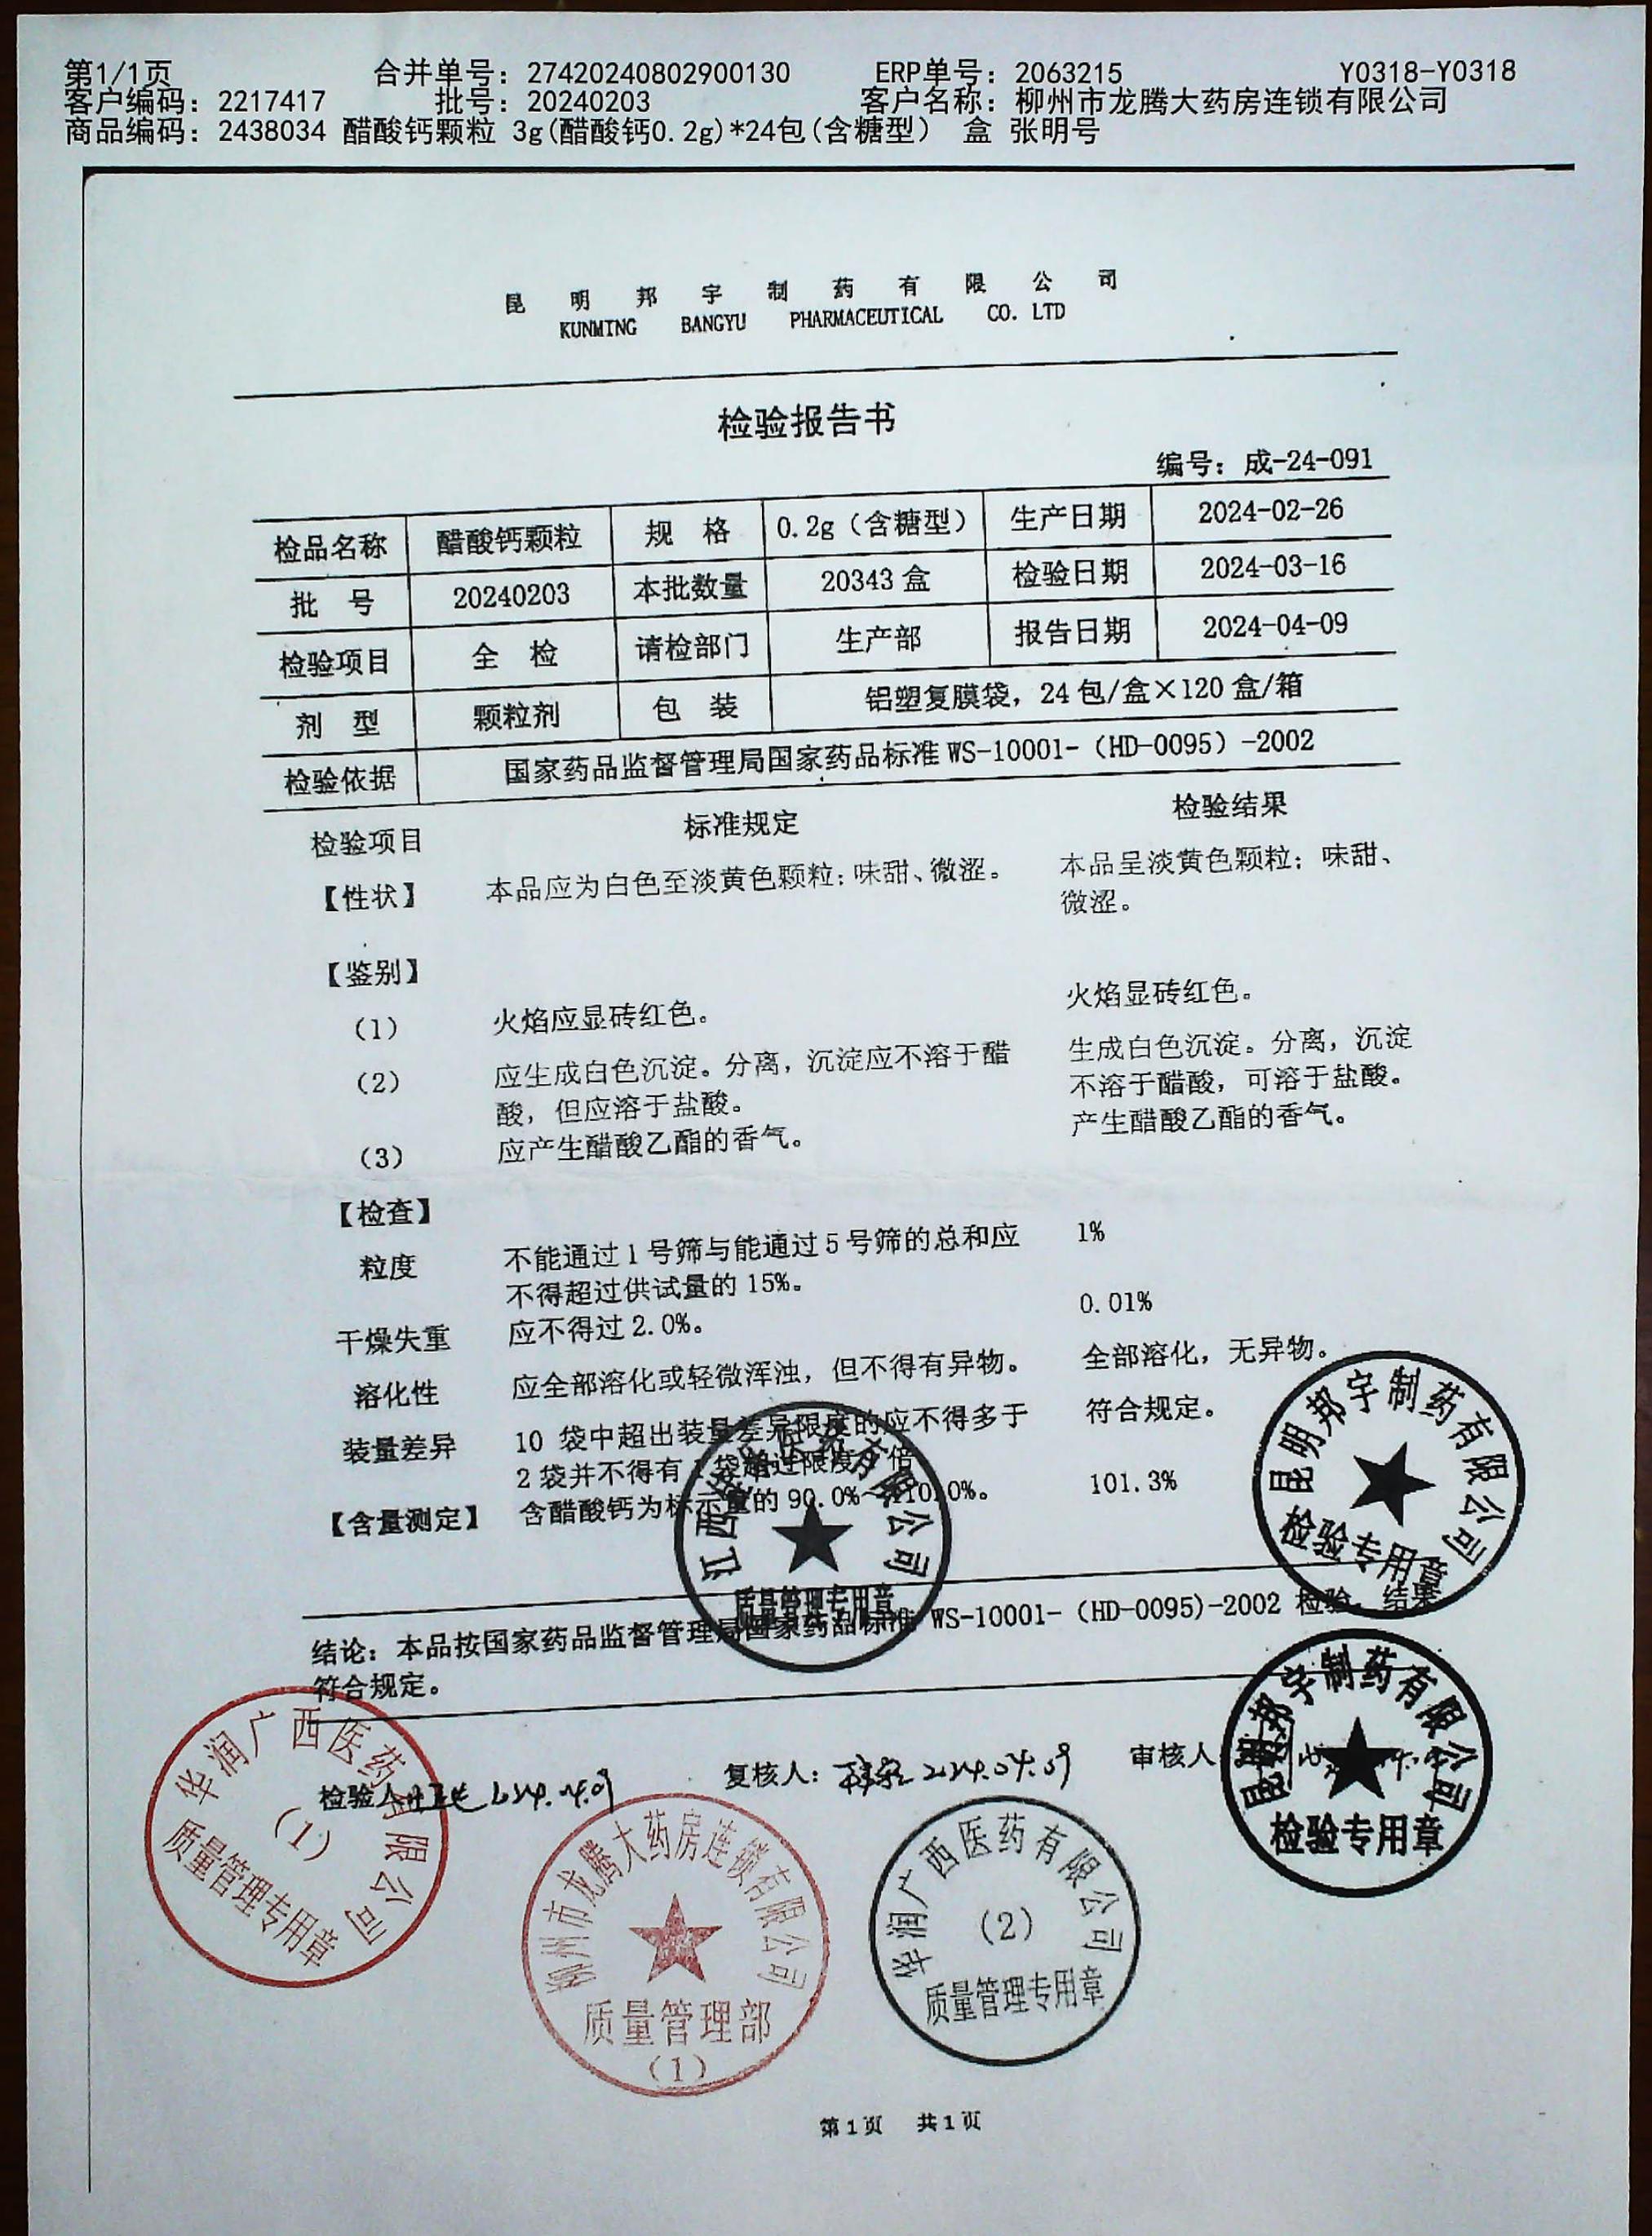 第1/1页 合并单号：27420240802900130 ERP单号：2063215 Y0318-Y0318
客户编码：2217417 批号：20240203 客户名称：柳州市龙腾大药房连锁有限公司
商品编码：2438034 醋酸钙颗粒 3g(醋酸钙0.2g)*24包(含糖型） 盒 张明号
昆明邦宇制药有限公司
KUNMING BANGYU PHARMACEUTICAL CO. LTD
检验报告书
编号：成-24-091
检品名称 醋酸钙颗粒 规 格 0.2g（含糖型） 生产日期 2024-02-26
批 号 20240203 本批数量 20343 盒 检验日期 2024-03-16
检验项目 全 检 请检部门 生产部 报告日期 2024-04-09
剂 型 颗粒剂 包 装 铝塑复膜袋，24 包/盒×120 盒/箱
检验依据 国家药品监督管理局国家药品标准 WS-10001-（HD-0095）-2002
检验项目 标准规定 检验结果
【性状】 本品应为白色至淡黄色颗粒；味甜、微涩。 本品呈淡黄色颗粒；味甜、
微涩。
【鉴别】
（1） 火焰应显砖红色。 火焰显砖红色。
（2） 应生成白色沉淀。分离，沉淀应不溶于醋 生成白色沉淀。分离，沉淀
酸，但应溶于盐酸。 不溶于醋酸，可溶于盐酸。
（3） 应产生醋酸乙酯的香气。 产生醋酸乙酯的香气。
【检查】
粒度 不能通过 1 号筛与能通过 5 号筛的总和应 1%
不得超过供试量的 15%。
干燥失重 应不得过 2.0%。 0.01%
溶化性 应全部溶化或轻微浑浊，但不得有异物。 全部溶化，无异物。
装量差异 10 袋中超出装量差异限度的应不得多于 符合规定。
2 袋并不得有 1 袋超过限度 1 倍
【含量测定】 含醋酸钙为标示量的 90.0%～110.0%。 101.3%
结论：本品按国家药品监督管理局国家药品标准 WS-10001-（HD-0095)-2002 检验，结果
符合规定。
检验人 2024.04.09 复核人： 2024.04.09 审核人
昆明邦宇制药有限公司
检验专用章
江西 有限公司
质量管理专用章
昆明邦宇制药有限公司
检验专用章
华润广西医药有限公司
（1）
质量管理专用章
柳州市龙腾大药房连锁有限公司
质量管理部
（1）
华润广西医药有限公司
（2）
质量管理专用章
第 1 页 共 1 页